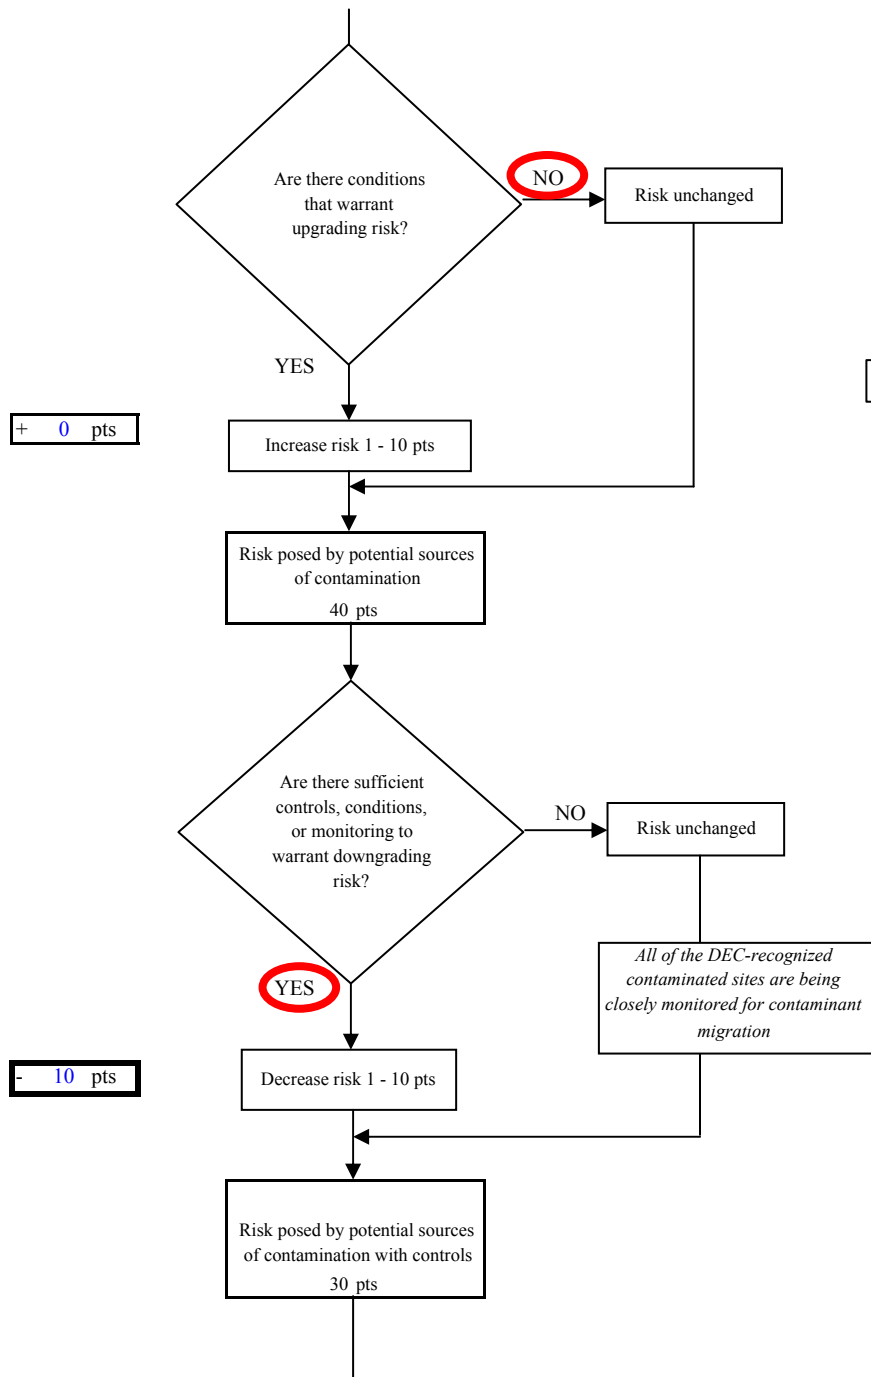 Are there conditions
that warrant
upgrading risk?
NO
Risk unchanged
YES
+ 0 pts
Increase risk 1 - 10 pts
Risk posed by potential sources
of contamination
40 pts
Are there sufficient
controls, conditions,
or monitoring to
warrant downgrading
risk?
NO
Risk unchanged
All of the DEC-recognized
contaminated sites are being
closely monitored for contaminant
migration
YES
- 10 pts
Decrease risk 1 - 10 pts
Risk posed by potential sources
of contamination with controls
30 pts